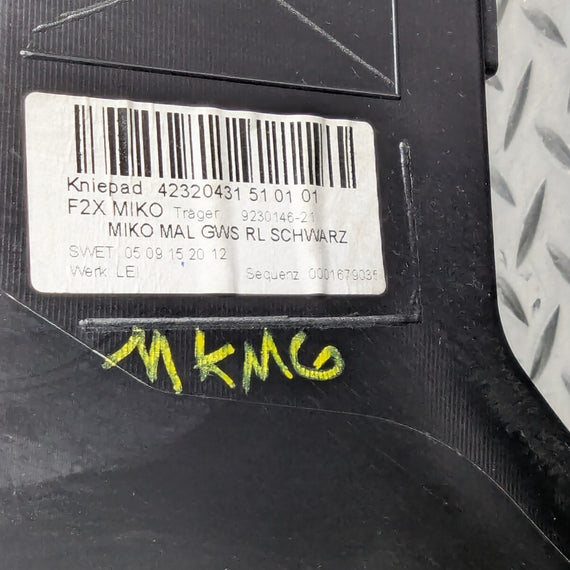 Kniepad 42320431 51 01 01
F2X MIKO Träger 9230146-21
MIKO MAL GWS RL SCHWARZ
SWET 05 09 15 20 12
Werk LEI Sequenz 0001679035
MKMG